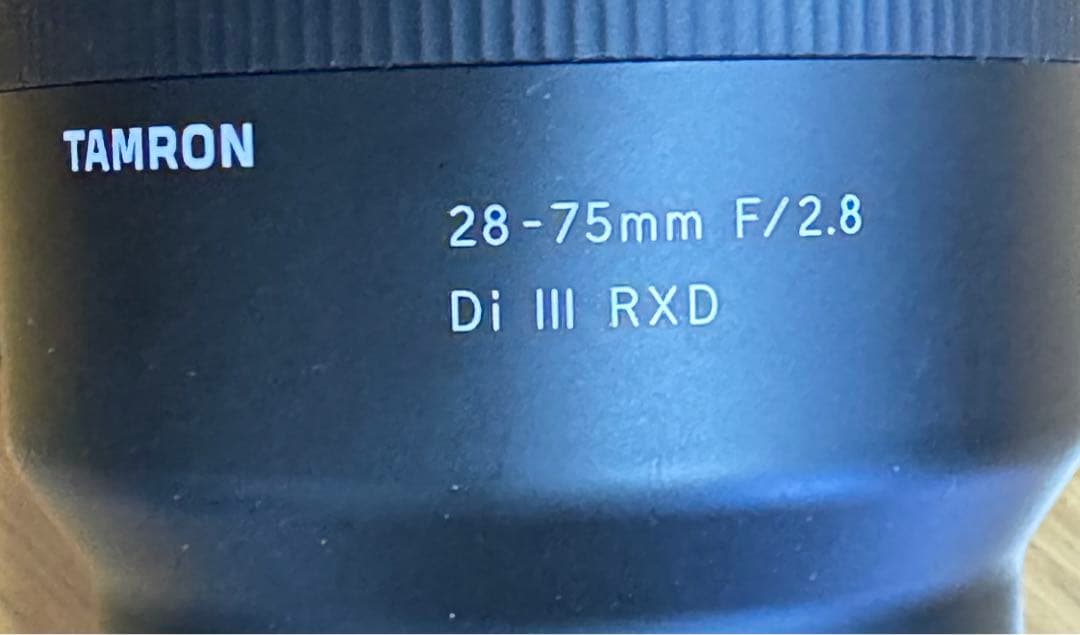 TAMRON
28-75mm F/2.8
Di III RXD